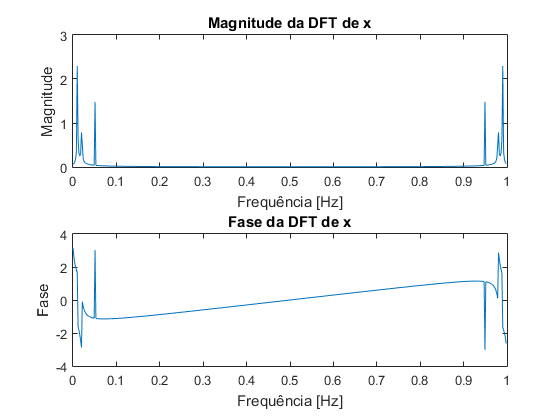 Magnitude da DFT de x
3
2
1
0
Magnitude
0 0.1 0.2 0.3 0.4 0.5 0.6 0.7 0.8 0.9 1
Frequência [Hz]
Fase da DFT de x
4
2
0
-2
-4
Fase
0 0.1 0.2 0.3 0.4 0.5 0.6 0.7 0.8 0.9 1
Frequência [Hz]